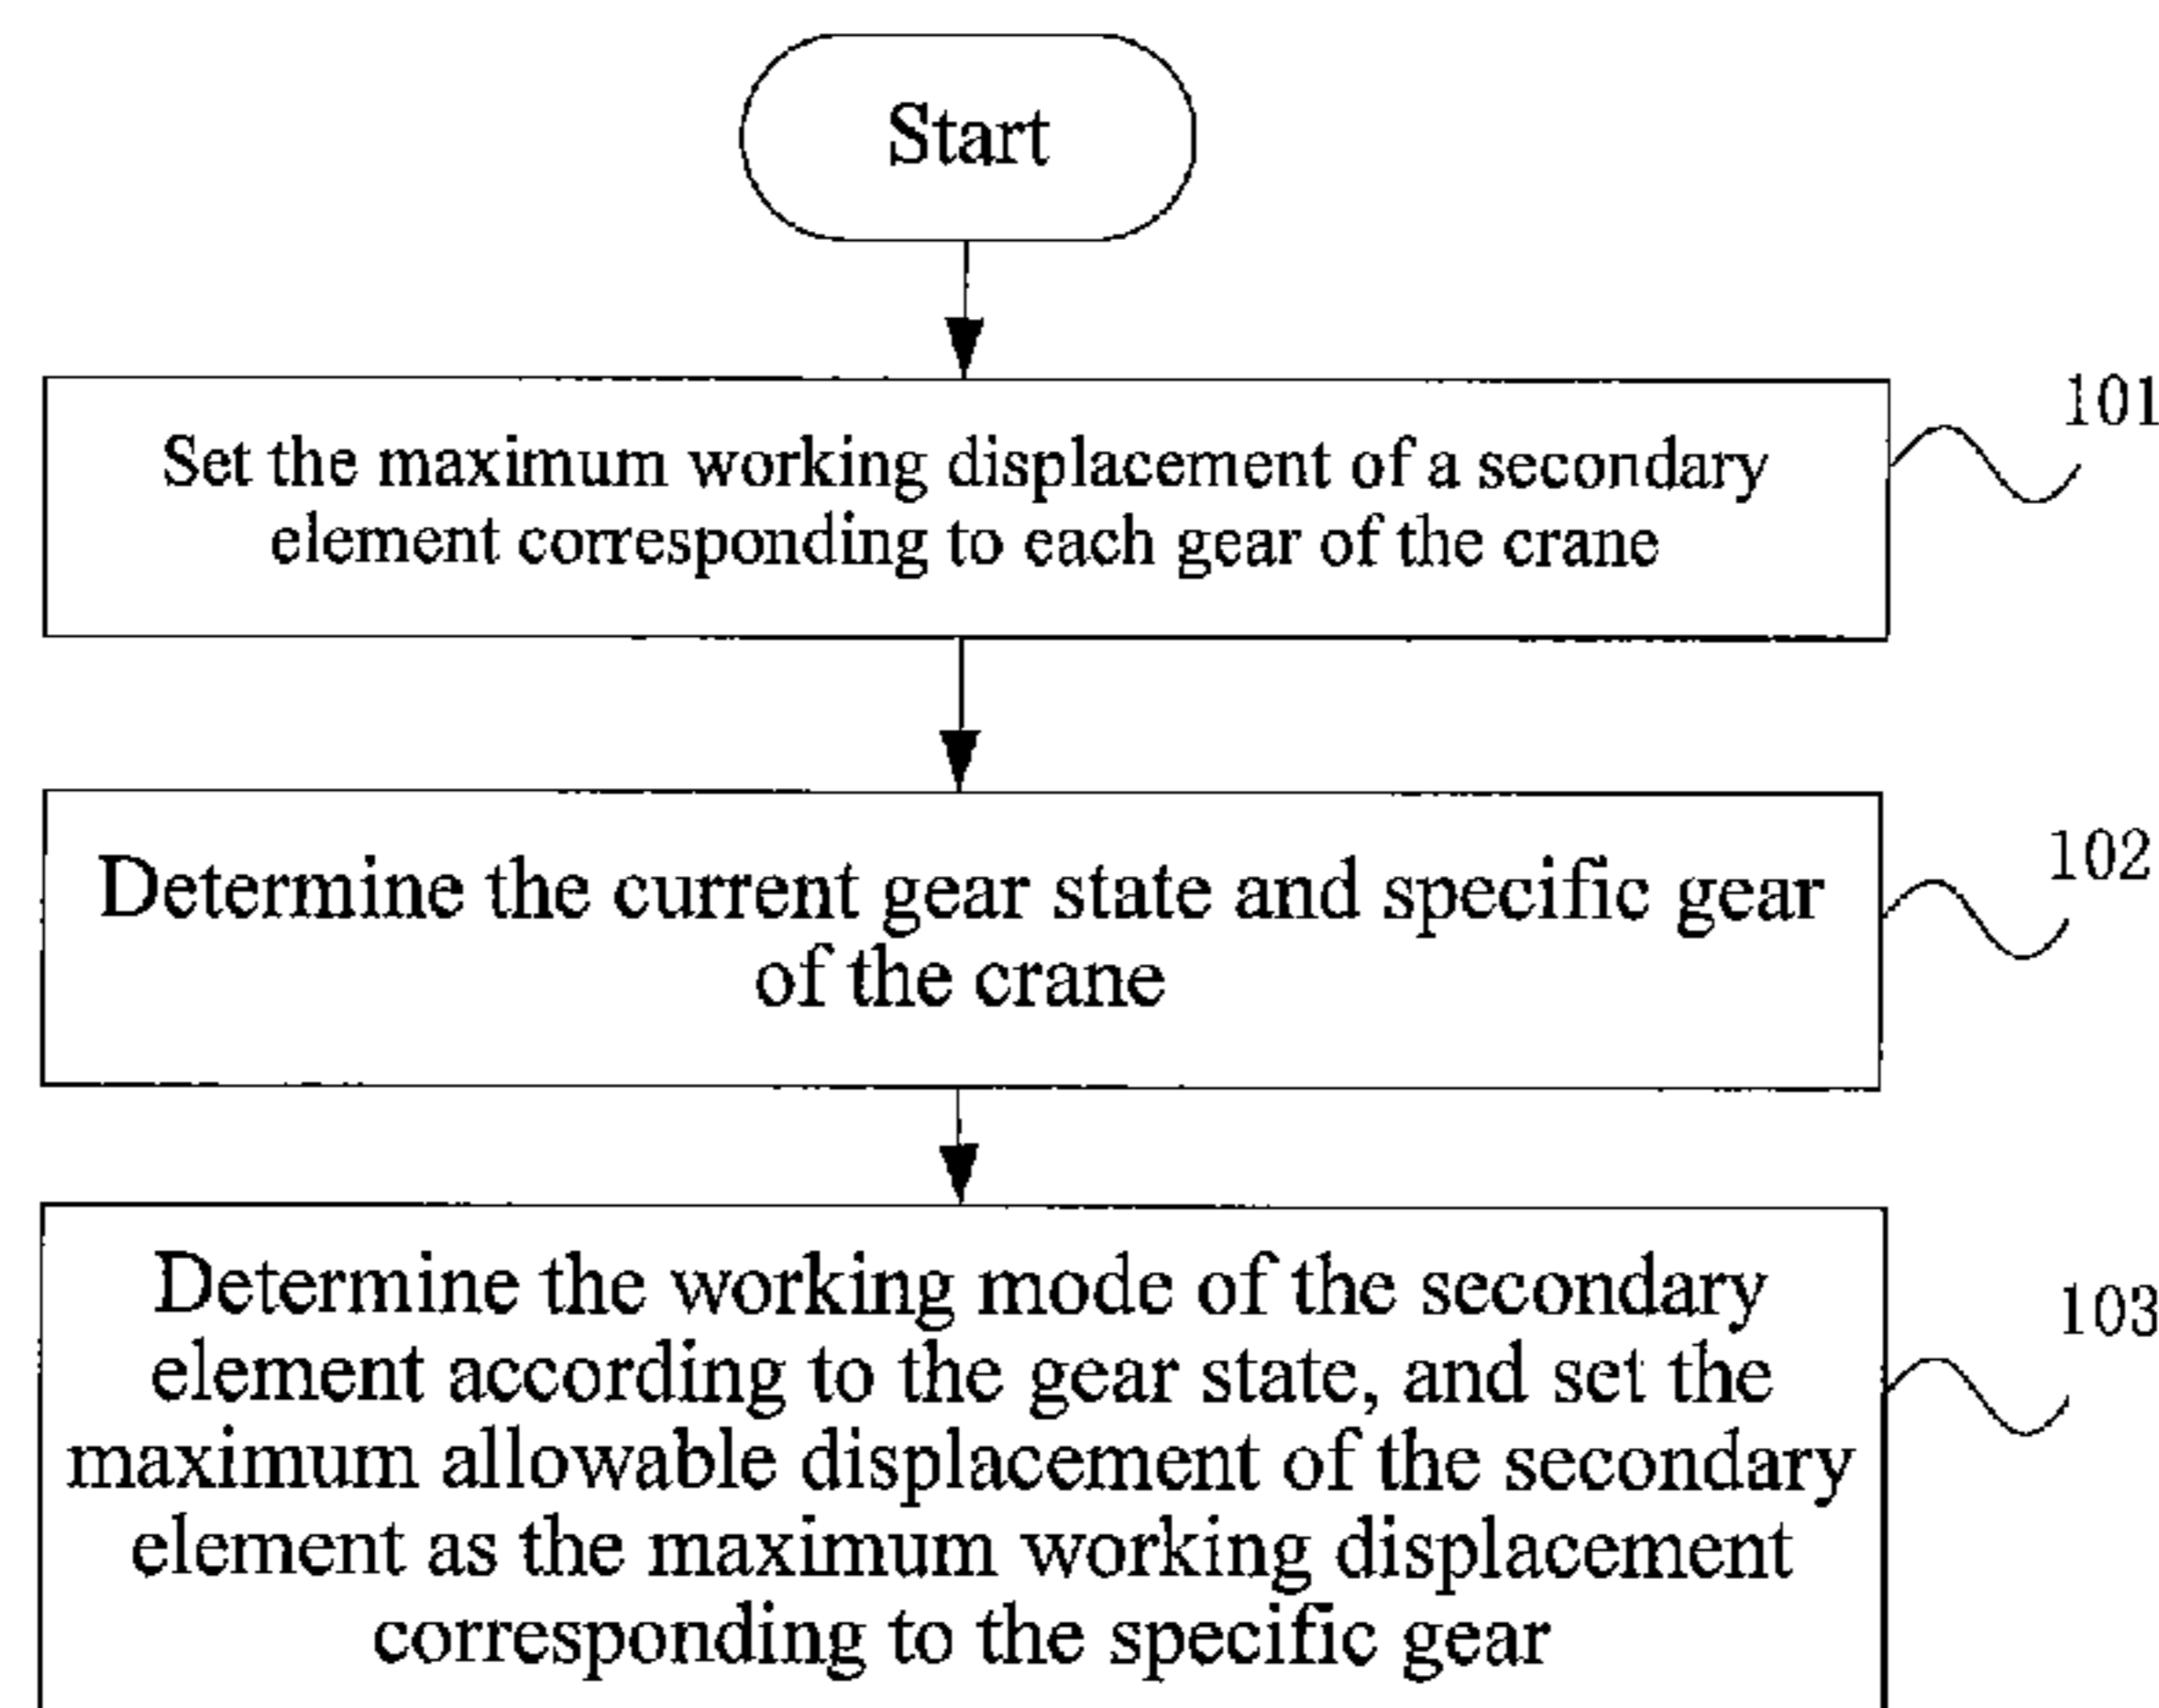 Start
Set the maximum working displacement of a secondary
element corresponding to each gear of the crane
101
Determine the current gear state and specific gear
of the crane
102
Determine the working mode of the secondary
element according to the gear state, and set the
maximum allowable displacement of the secondary
element as the maximum working displacement
corresponding to the specific gear
103